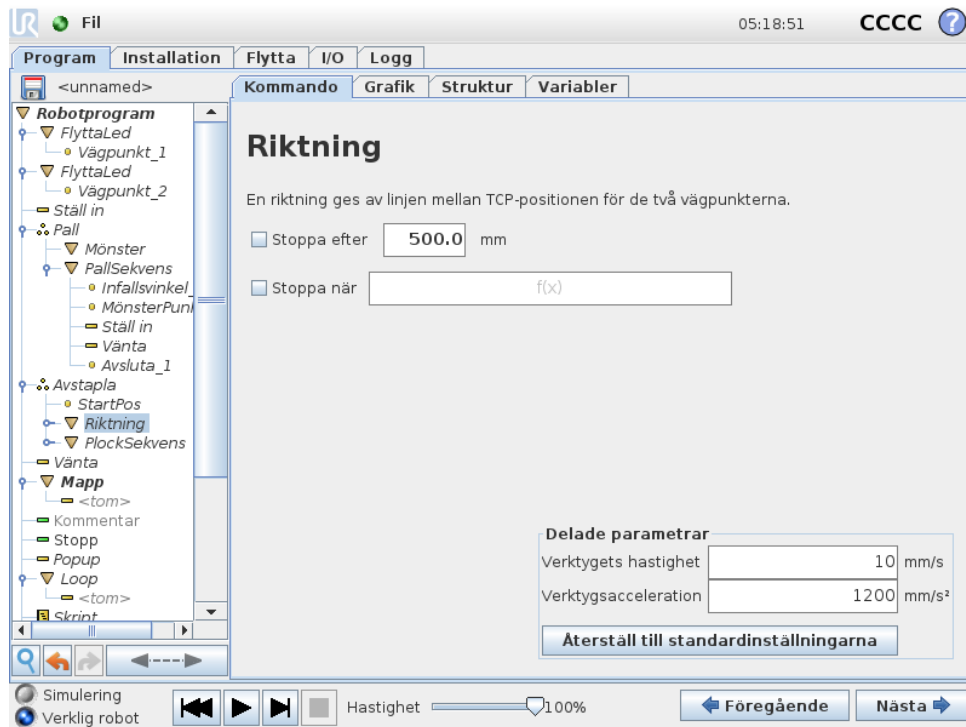 UR Fil 05:18:51 CCCC ?
Program Installation Flytta I/O Logg
<unnamed>
Kommando Grafik Struktur Variabler
Robotprogram
FlyttaLed
Vägpunkt_1
FlyttaLed
Vägpunkt_2
Ställ in
Pall
Mönster
PallSekvens
Infallsvinkel_
MönsterPun
Ställ in
Vänta
Avsluta_1
Avstapla
StartPos
Riktning
PlockSekvens
Vänta
Mapp
<tom>
Kommentar
Stopp
Popup
Loop
<tom>
Skript
Riktning
En riktning ges av linjen mellan TCP-positionen för de två vägpunkterna.
Stoppa efter 500.0 mm
Stoppa när f(x)
Delade parametrar
Verktygets hastighet 10 mm/s
Verktygsacceleration 1200 mm/s²
Återställ till standardinställningarna
Simulering
Verklig robot
Hastighet 100%
Föregående Nästa